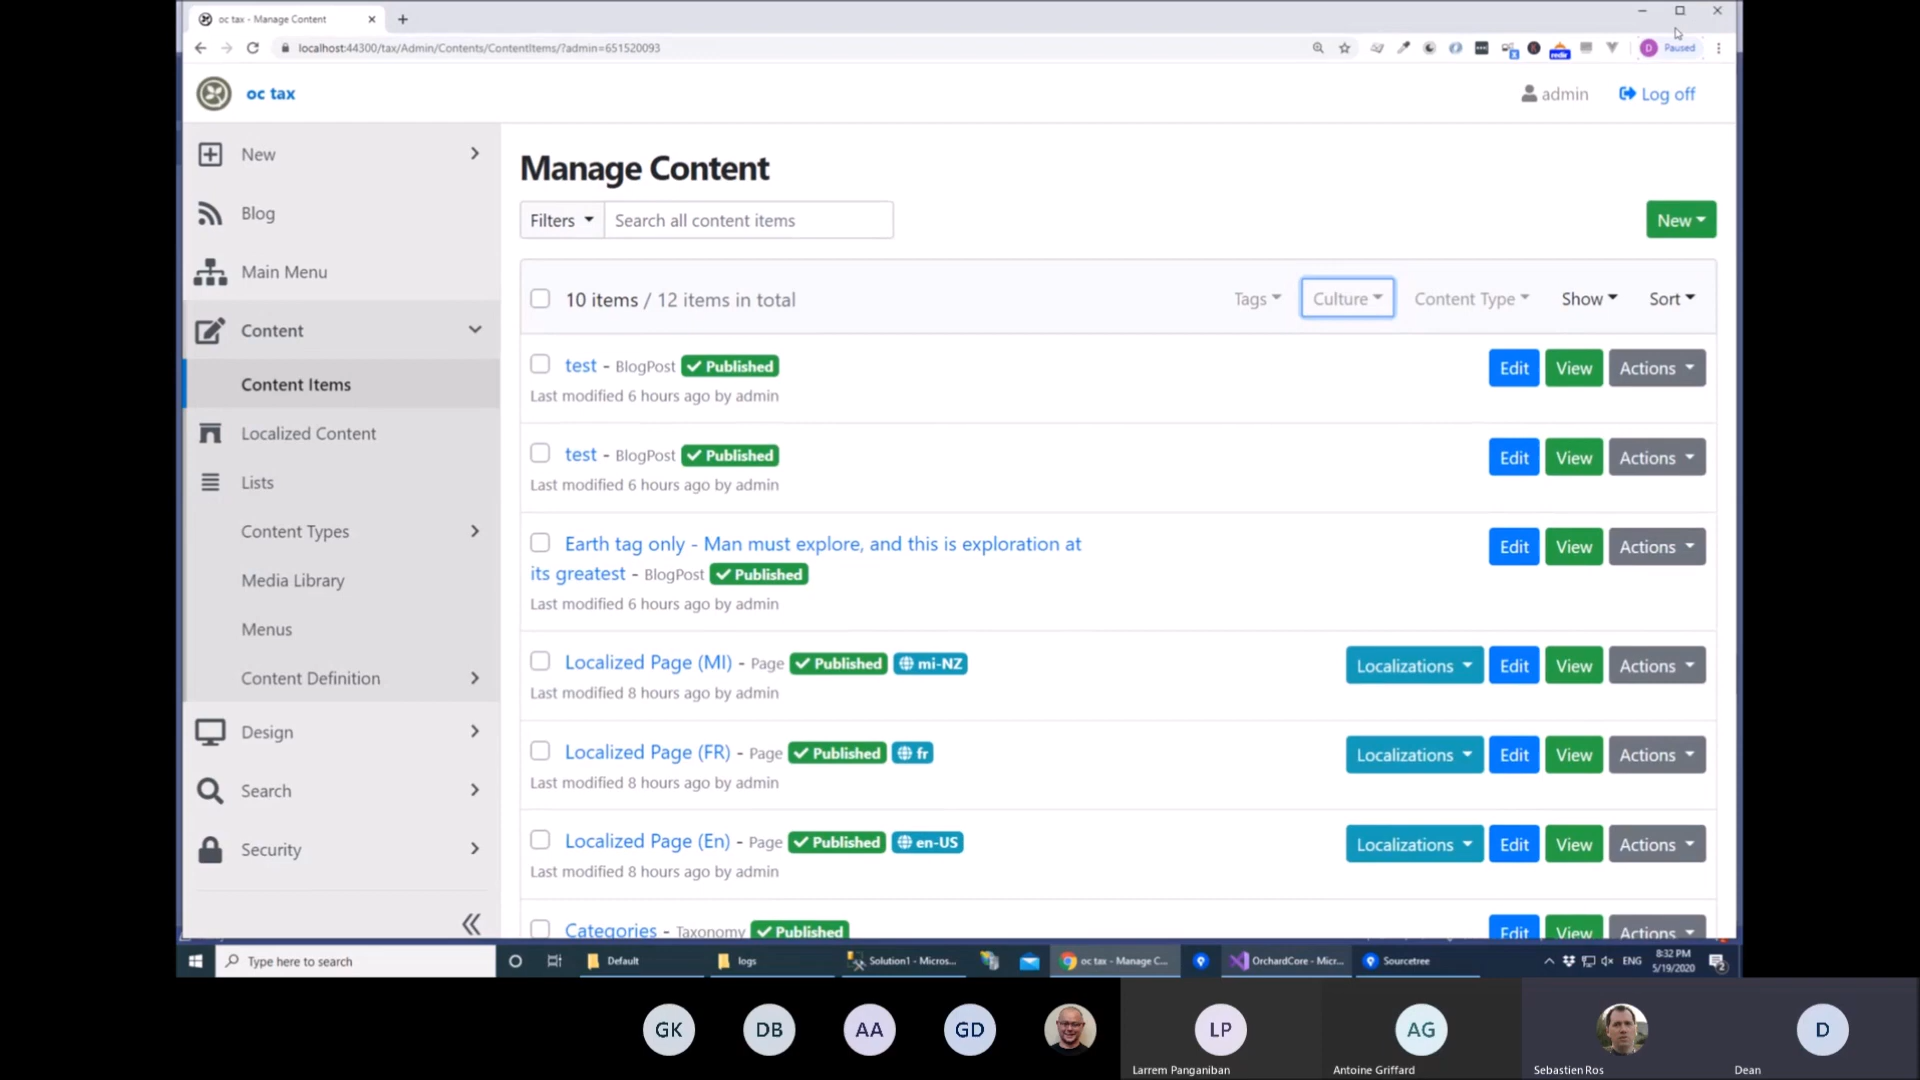 oc tax - Manage Content
localhost:44300/tax/Admin/Contents/ContentItems/?admin=651520093
D Paused
oc tax
admin
Log off
New
Blog
Main Menu
Content
Content Items
Localized Content
Lists
Content Types
Media Library
Menus
Content Definition
Design
Search
Security
Manage Content
Filters
Search all content items
New
10 items / 12 items in total
Tags
Culture
Content Type
Show
Sort
test - BlogPost Published
Edit View Actions
Last modified 6 hours ago by admin
test - BlogPost Published
Edit View Actions
Last modified 6 hours ago by admin
Earth tag only - Man must explore, and this is exploration at
its greatest - BlogPost Published
Edit View Actions
Last modified 6 hours ago by admin
Localized Page (MI) - Page Published mi-NZ
Localizations Edit View Actions
Last modified 8 hours ago by admin
Localized Page (FR) - Page Published fr
Localizations Edit View Actions
Last modified 8 hours ago by admin
Localized Page (En) - Page Published en-US
Localizations Edit View Actions
Last modified 8 hours ago by admin
Categories - Taxonomy Published
Edit View Actions
Type here to search
Default
logs
Solution1 - Micros...
oc tax - Manage C...
OrchardCore - Micr...
Sourcetree
ENG
8:32 PM
5/19/2020
2
GK
DB
AA
GD
LP
AG
D
Larrem Panganiban
Antoine Griffard
Sebastien Ros
Dean